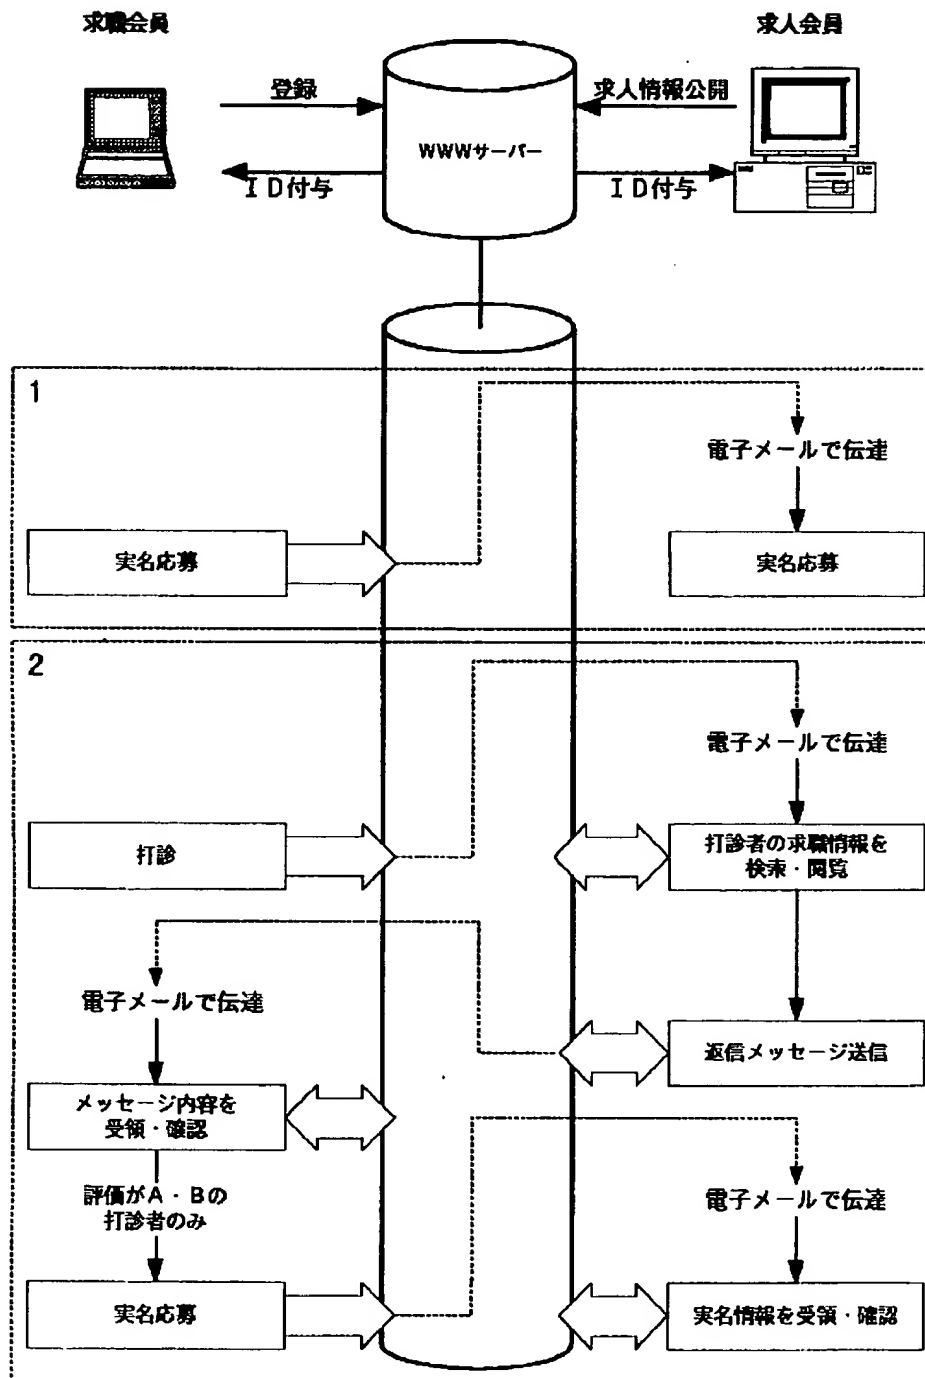 求職会員
求人会員
登録
求人情報公開
WWWサーバー
ID付与
ID付与
1
電子メールで伝達
実名応募
実名応募
2
電子メールで伝達
打診
打診者の求職情報を
検索・閲覧
電子メールで伝達
返信メッセージ送信
メッセージ内容を
受領・確認
評価がA・Bの
打診者のみ
電子メールで伝達
実名応募
実名情報を受領・確認